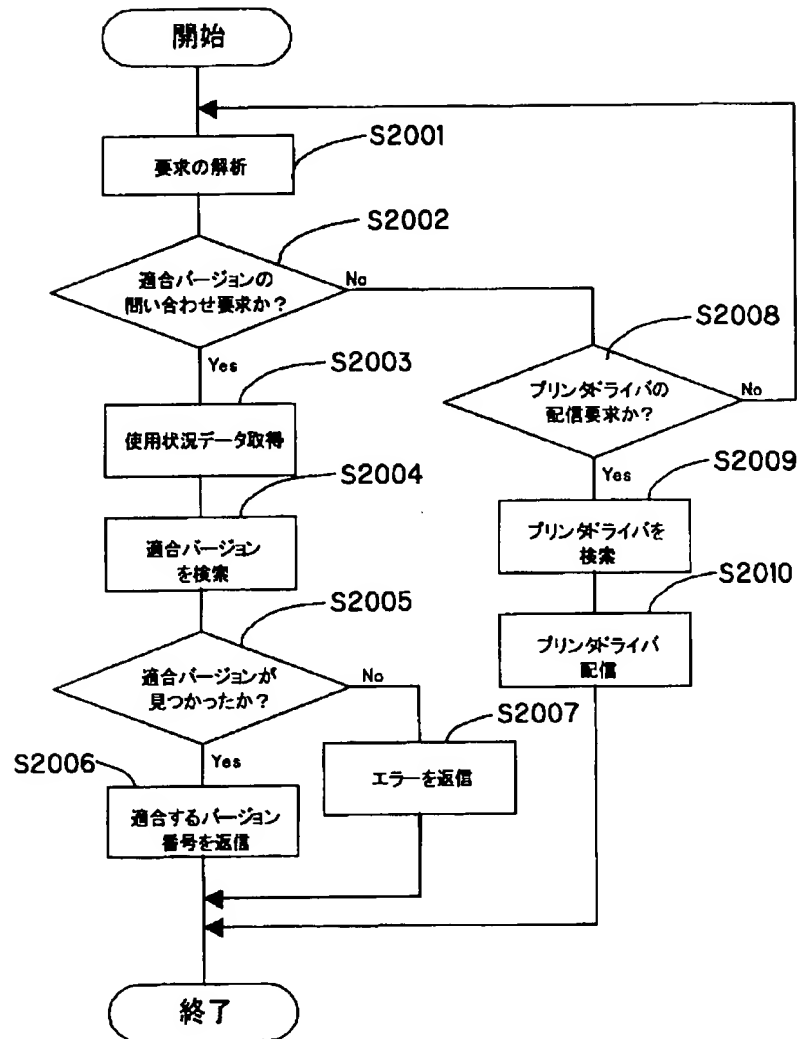 開始
S2001
要求の解析
S2002
適合バージョンの
問い合わせ要求か？
No
Yes
S2008
プリンタドライバの
配信要求か？
No
Yes
S2003
使用状況データ取得
S2004
適合バージョン
を検索
S2009
プリンタドライバを
検索
S2010
プリンタドライバ
配信
S2005
適合バージョンが
見つかったか？
No
Yes
S2007
エラーを返信
S2006
適合するバージョン
番号を返信
終了